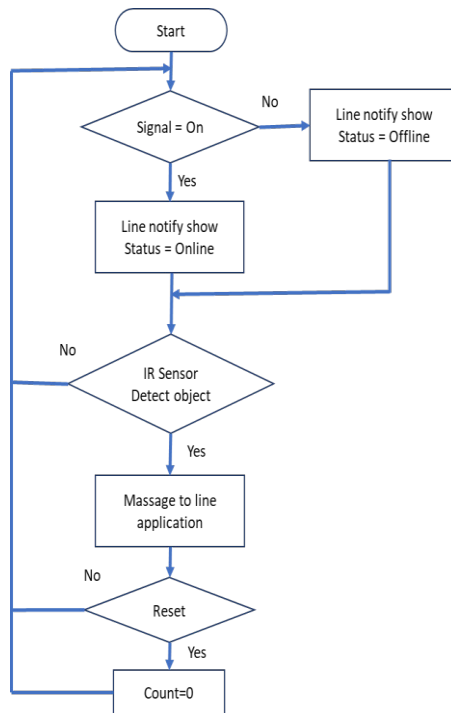 Start
Signal = On
No
Line notify show
Status = Offline
Yes
Line notify show
Status = Online
No
IR Sensor
Detect object
Yes
Massage to line
application
No
Reset
Yes
Count=0